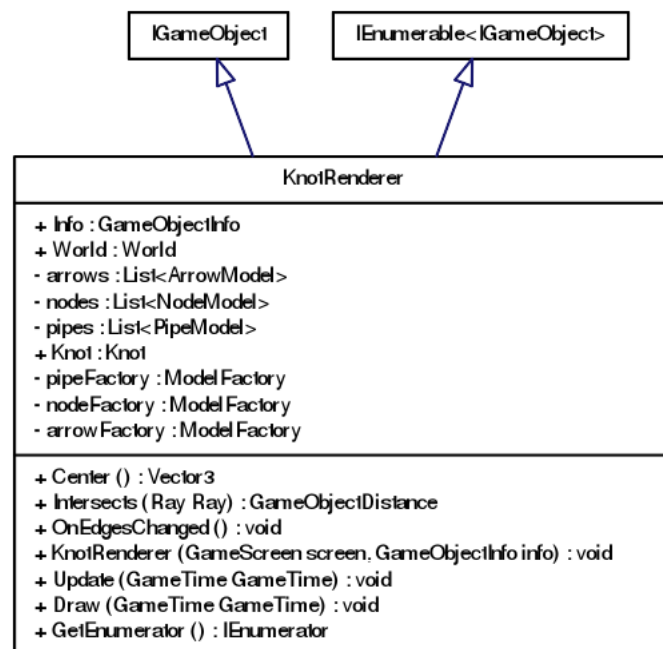 IGameObject
IEnumerable<IGameObject>
KnotRenderer
+ Info : GameObjectInfo
+ World : World
- arrows : List<ArrowModel>
- nodes : List<NodeModel>
- pipes : List<PipeModel>
+ Knot : Knot
- pipeFactory : ModelFactory
- nodeFactory : ModelFactory
- arrowFactory : ModelFactory
+ Center () : Vector3
+ Intersects (Ray Ray) : GameObjectDistance
+ OnEdgesChanged () : void
+ KnotRenderer (GameScreen screen, GameObjectInfo info) : void
+ Update (GameTime GameTime) : void
+ Draw (GameTime GameTime) : void
+ GetEnumerator () : IEnumerator